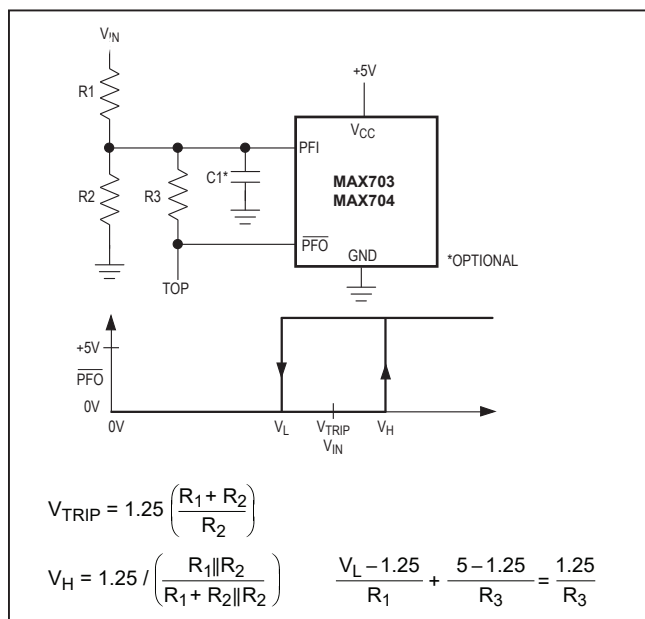 VIN
R1
+5V
VCC
PFI
C1*
MAX703
MAX704
R2
R3
PFO
GND
*OPTIONAL
TOP
+5V
PFO
0V
0V
VL
VTRIP
VH
VIN
VTRIP = 1.25 (R1 + R2 / R2)
VH = 1.25 / (R1||R2 / R1 + R2||R2)
VL – 1.25 / R1 + 5 – 1.25 / R3 = 1.25 / R3